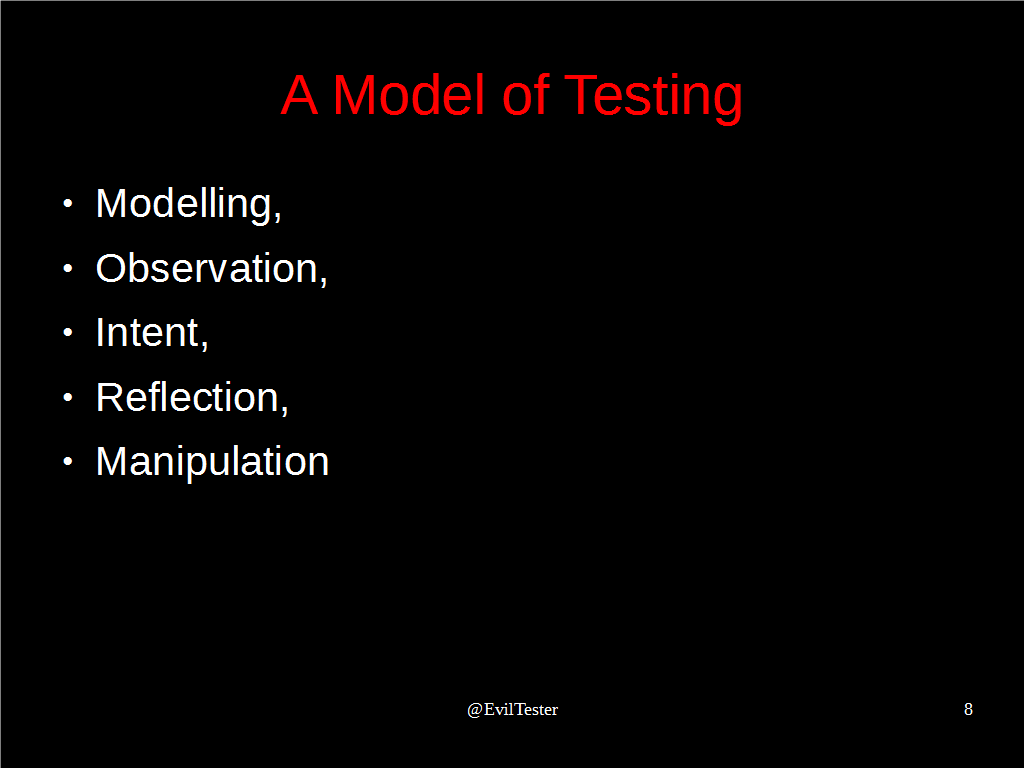 A Model of Testing
• Modelling,
• Observation,
• Intent,
• Reflection,
• Manipulation
@EvilTester
8